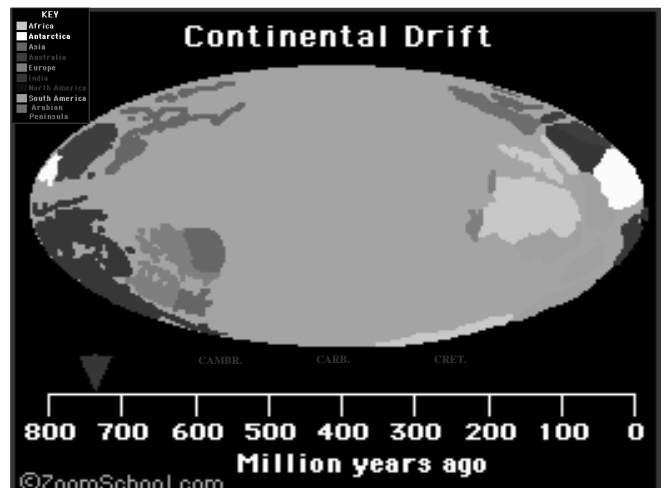 KEY
Africa
Antarctica
Asia
Australia
Europe
India
North America
South America
Arabian
Peninsula
Continental Drift
CAMBR. CARB. CRET.
800 700 600 500 400 300 200 100 0
Million years ago
©ZoomSchool.com